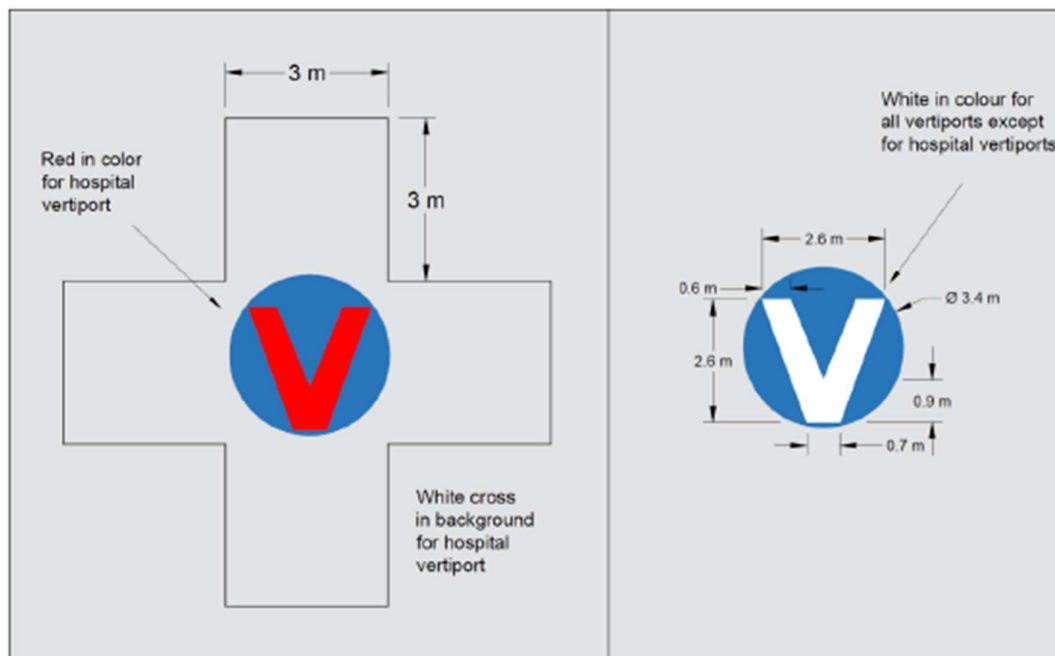 3 m
Red in color
for hospital
vertiport
3 m
V
White cross
in background
for hospital
vertiport
White in colour for
all vertiports except
for hospital vertiports
2.6 m
0.6 m
Ø 3.4 m
V
2.6 m
0.9 m
0.7 m